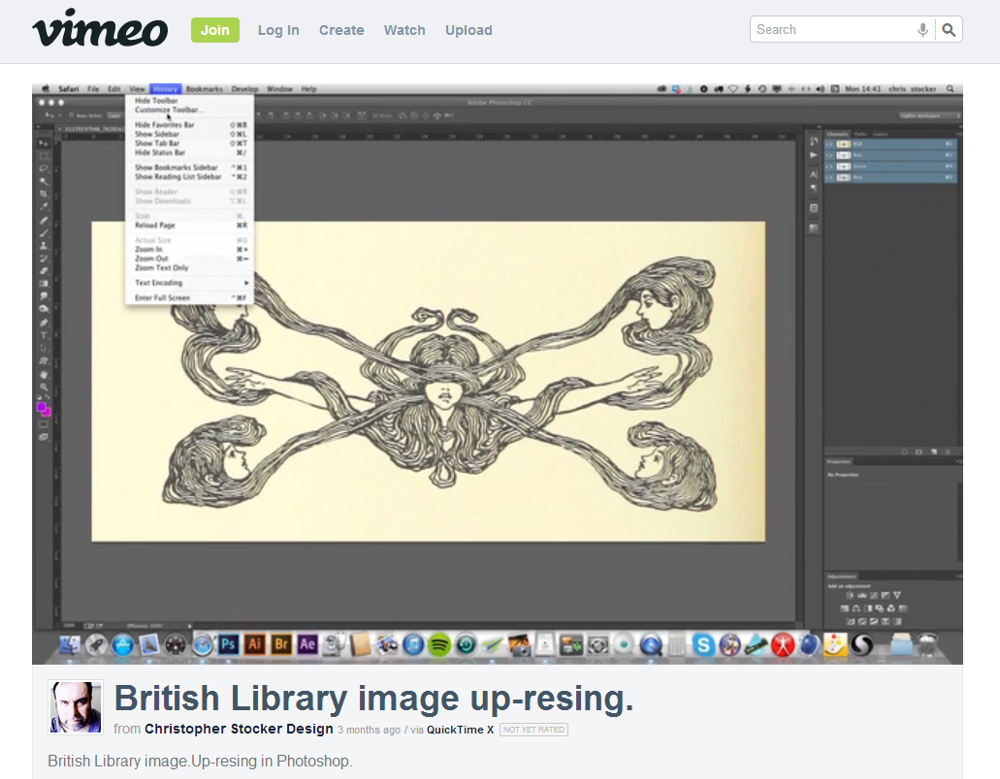 vimeo Join Log In Create Watch Upload Search
Safari File Edit View History Bookmarks Develop Window Help Mon 14:43 chris stocker
Adobe Photoshop CC
Hide Toolbar
Customize Toolbar...
Hide Favorites Bar ⇧⌘B
Show Sidebar ⇧⌘L
Show Tab Bar ⇧⌘T
Hide Status Bar ⌘/
Show Bookmarks Sidebar ^⌘1
Show Reading List Sidebar ^⌘2
Show Reader ⇧⌘R
Show Downloads ⌥⌘L
Stop ⌘.
Reload Page ⌘R
Actual Size ⌘0
Zoom In ⌘+
Zoom Out ⌘−
Zoom Text Only
Text Encoding
Enter Full Screen ^⌘F
Channels Paths Layers
RGB
Red
Green
Blue
Properties
No Properties
Adjustments
Add an adjustment
Ps Ai Br Ae
British Library image up-resing.
from Christopher Stocker Design 3 months ago / via QuickTime X NOT YET RATED
British Library image.Up-resing in Photoshop.